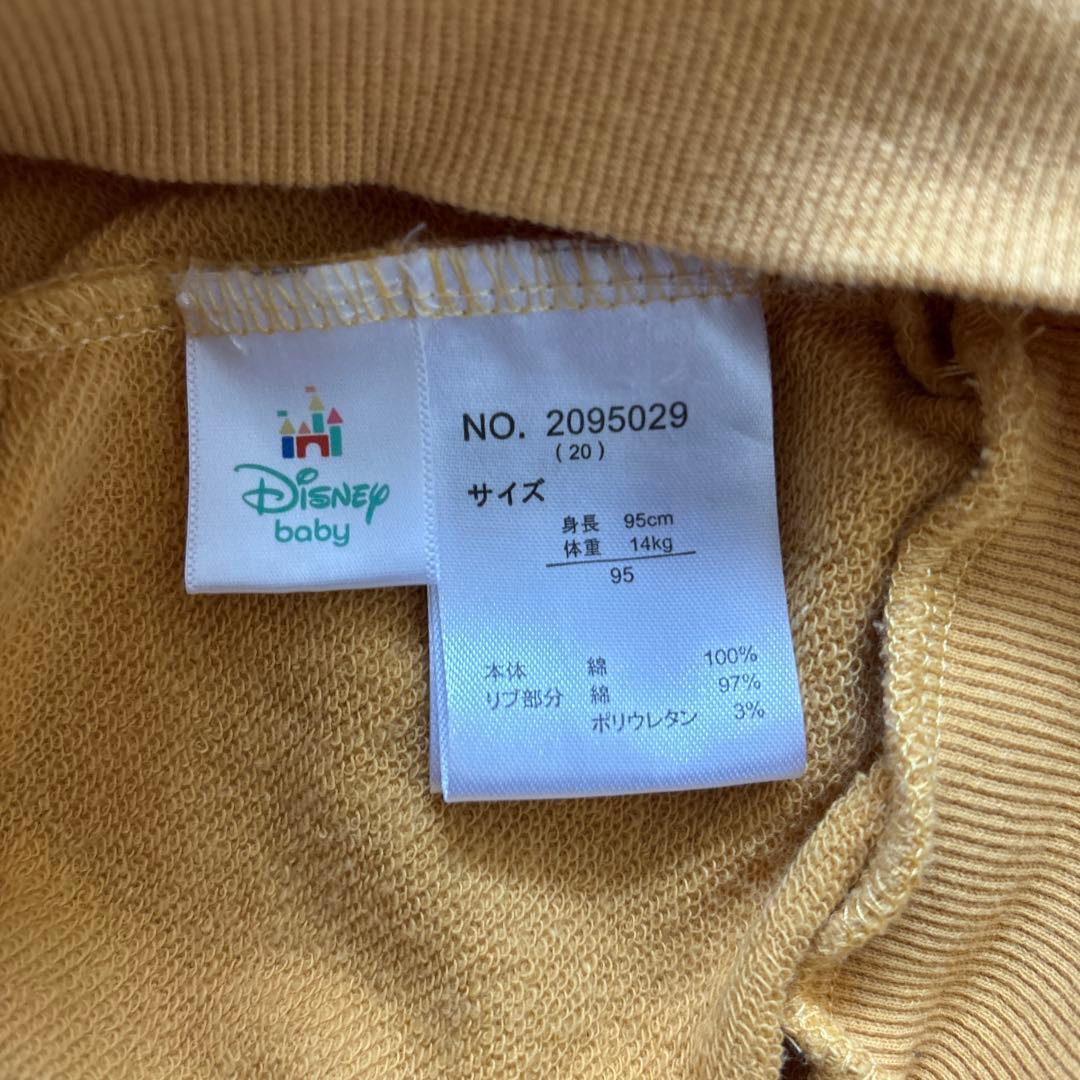 Disney
baby
NO. 2095029
(20)
サイズ
身長 95cm
体重 14kg
95
本体 綿 100%
リブ部分 綿 97%
ポリウレタン 3%